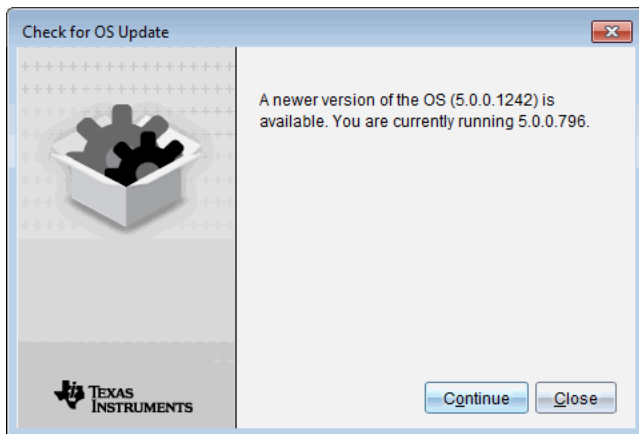 Check for OS Update
A newer version of the OS (5.0.0.1242) is
available. You are currently running 5.0.0.796.
TEXAS
INSTRUMENTS
Continue
Close